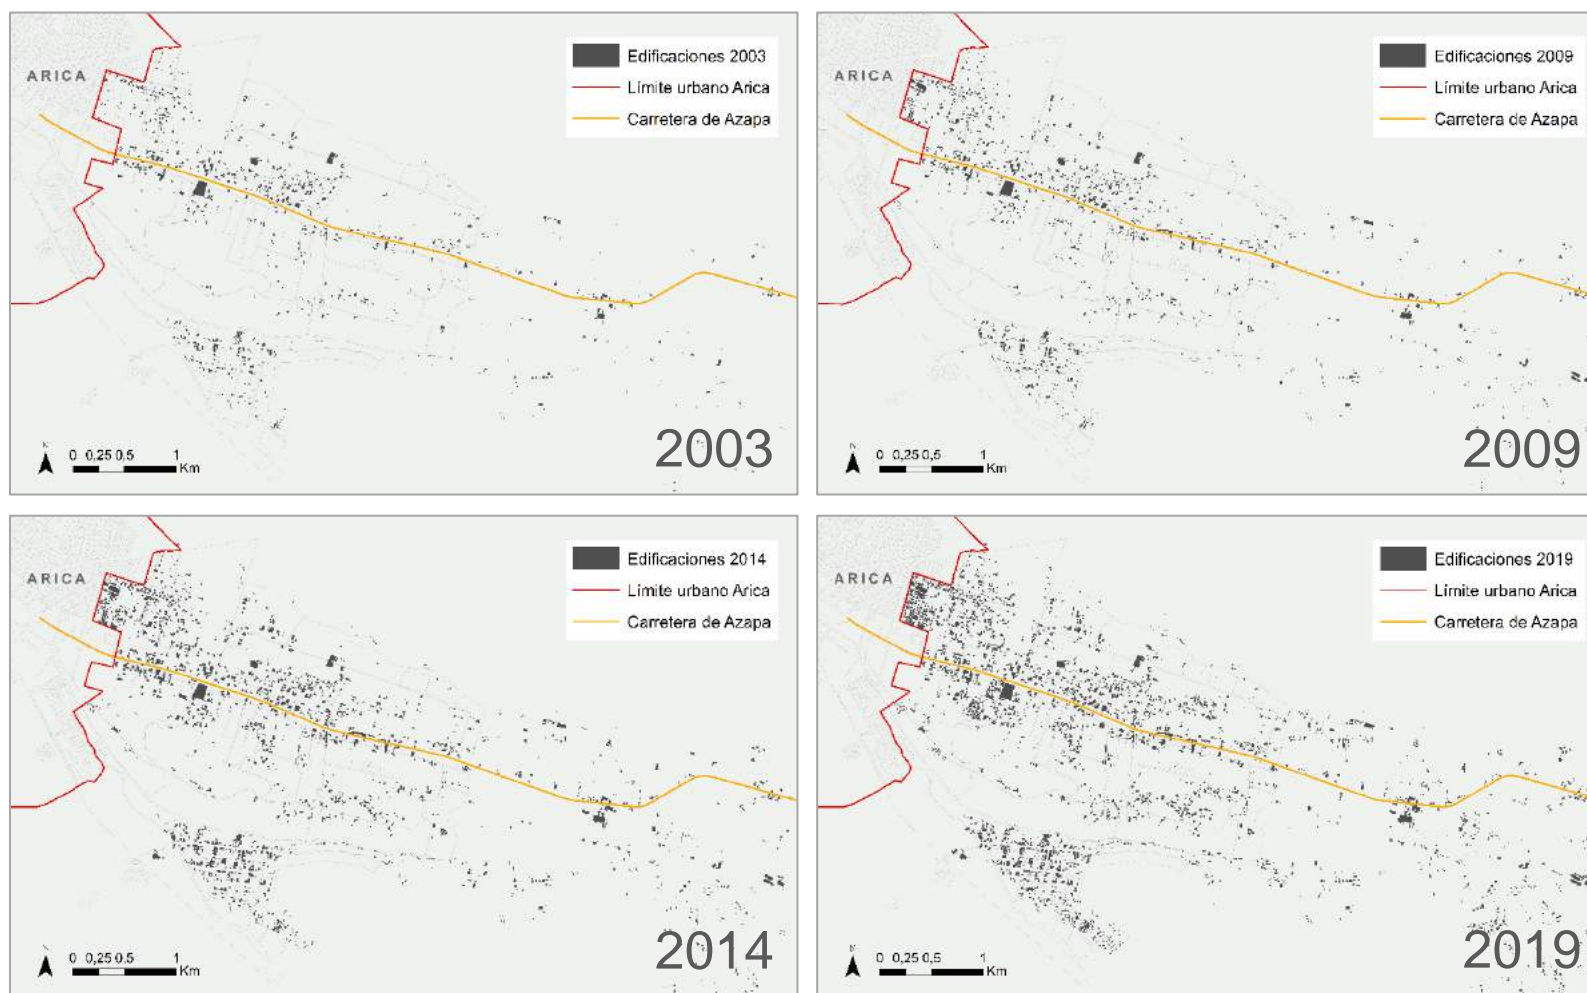 Edificaciones 2003
ARICA
Límite urbano Arica
Carretera de Azapa
N
0 0,25 0,5 1
Km
2003
Edificaciones 2009
ARICA
Límite urbano Arica
Carretera de Azapa
N
0 0,25 0,5 1
Km
2009
Edificaciones 2014
ARICA
Límite urbano Arica
Carretera de Azapa
N
0 0,25 0,5 1
Km
2014
Edificaciones 2019
ARICA
Límite urbano Arica
Carretera de Azapa
N
0 0,25 0,5 1
Km
2019